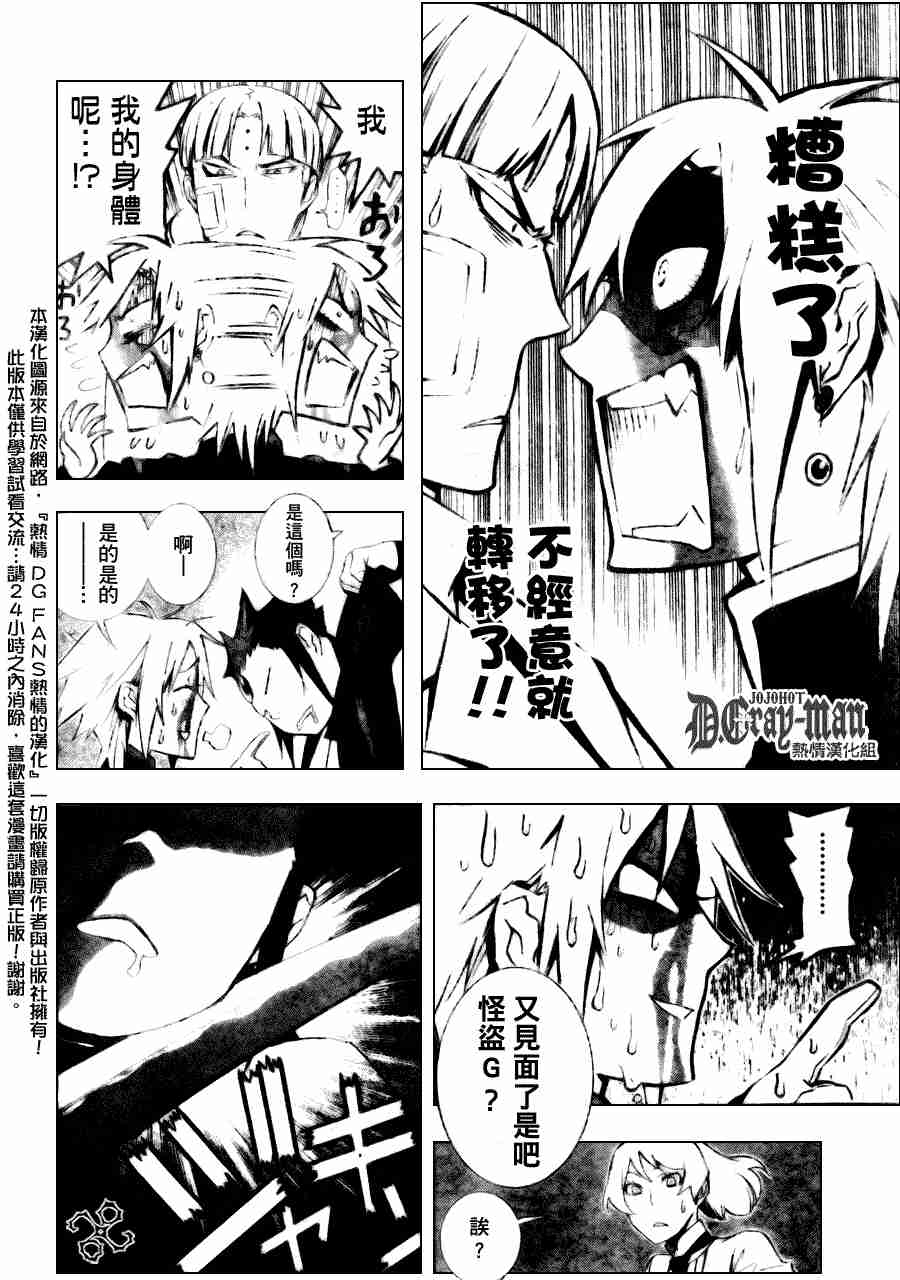 糟糕了
不經意就
轉移了!!
JOJOHOT
D.Gray-Man
熱情漢化組
我
我的身體
呢…!?
おろ
おろ
是這個嗎?
啊—
是的是的
………
又見面了是吧
怪盜G?
誒?
バキャン
本漢化圖源來自於網路.『熱情DG FANS熱情的漢化』一切版權歸原作者與出版社擁有!
此版本僅供學習試看交流…請24小時之內消除.喜歡這套漫畫請購買正版!謝謝。